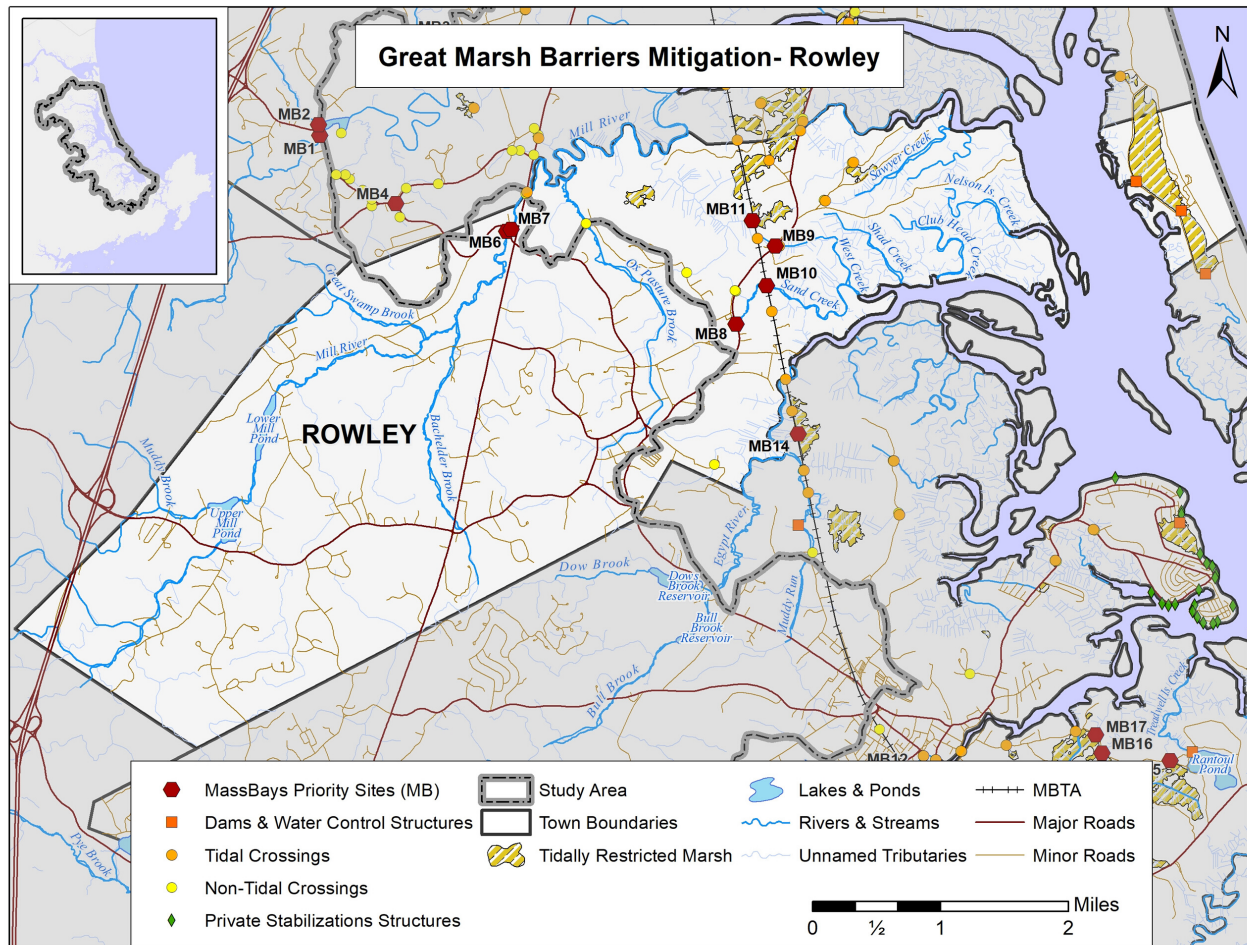 Great Marsh Barriers Mitigation- Rowley
N
MB2
MB1
MB4
Mill River
MB7
MB6
Sawyer Creek
Nelson Is.
Creek
Club Head
Creek
Shad Creek
West Creek
MB11
MB9
MB10
Sand Creek
MB8
Ox Pasture Brook
Great Swamp Brook
Mill River
Lower
Mill
Pond
ROWLEY
Bachelder Brook
Muddy Brook
Upper
Mill
Pond
MB14
Egypt River
Dow Brook
Dows
Brook
Reservoir
Bull
Brook
Reservoir
Muddy Run
Bull Brook
Treadwell Is. Creek
MB17
MB16
Rantoul
Pond
MB12
Pye Brook
MassBays Priority Sites (MB)
Dams & Water Control Structures
Tidal Crossings
Non-Tidal Crossings
Private Stabilizations Structures
Study Area
Town Boundaries
Tidally Restricted Marsh
Lakes & Ponds
Rivers & Streams
Unnamed Tributaries
MBTA
Major Roads
Minor Roads
Miles
0 ½ 1 2